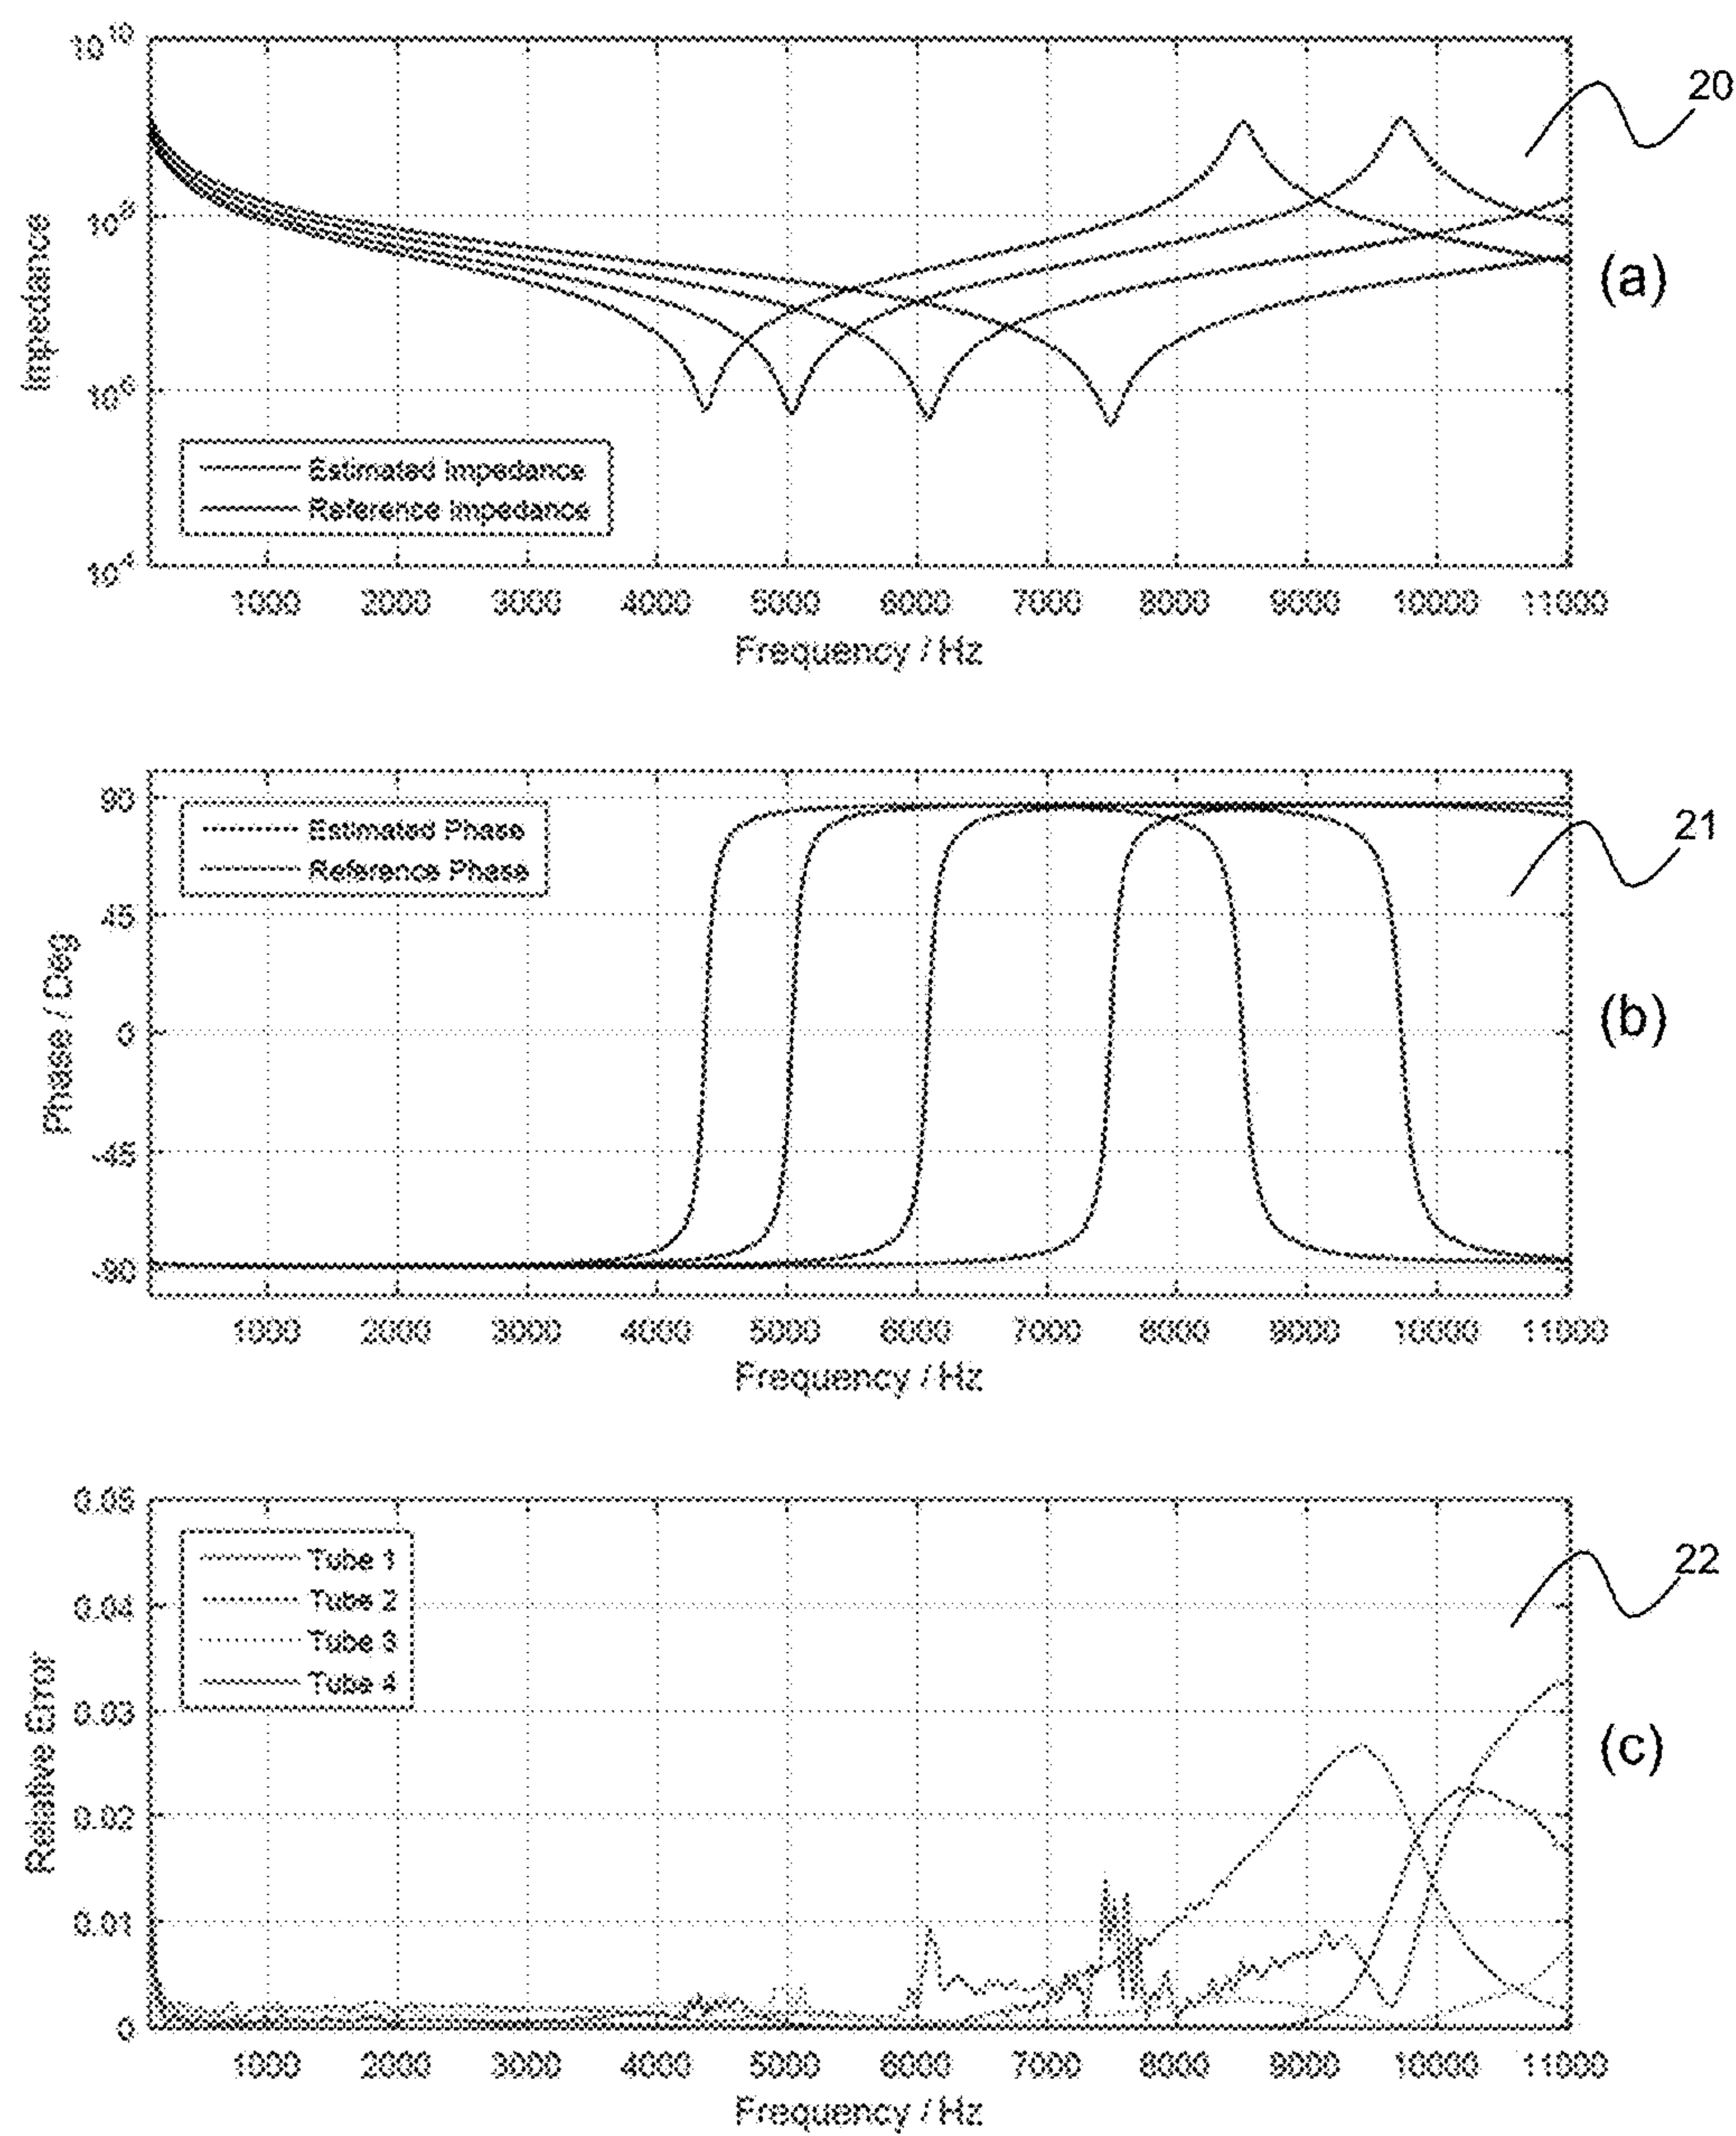 10^10
10^8
10^6
10^4
Impedance
Estimated Impedance
Reference Impedance
1000 2000 3000 4000 5000 6000 7000 8000 9000 10000 11000
Frequency / Hz
20
(a)
90
45
0
-45
-90
Phase / Deg
Estimated Phase
Reference Phase
1000 2000 3000 4000 5000 6000 7000 8000 9000 10000 11000
Frequency / Hz
21
(b)
0.05
0.04
0.03
0.02
0.01
0
Relative Error
Tube 1
Tube 2
Tube 3
Tube 4
1000 2000 3000 4000 5000 6000 7000 8000 9000 10000 11000
Frequency / Hz
22
(c)